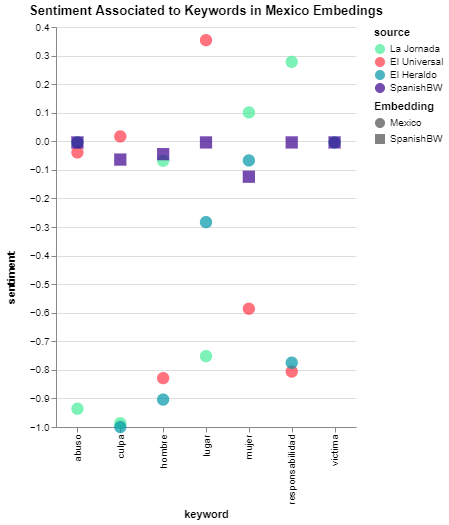 Sentiment Associated to Keywords in Mexico Embedings
source
La Jornada
El Universal
El Heraldo
SpanishBW
Embedding
Mexico
SpanishBW
sentiment
0.4
0.3
0.2
0.1
0.0
−0.1
−0.2
−0.3
−0.4
−0.5
−0.6
−0.7
−0.8
−0.9
−1.0
abuso
culpa
hombre
lugar
mujer
responsabilidad
victima
keyword